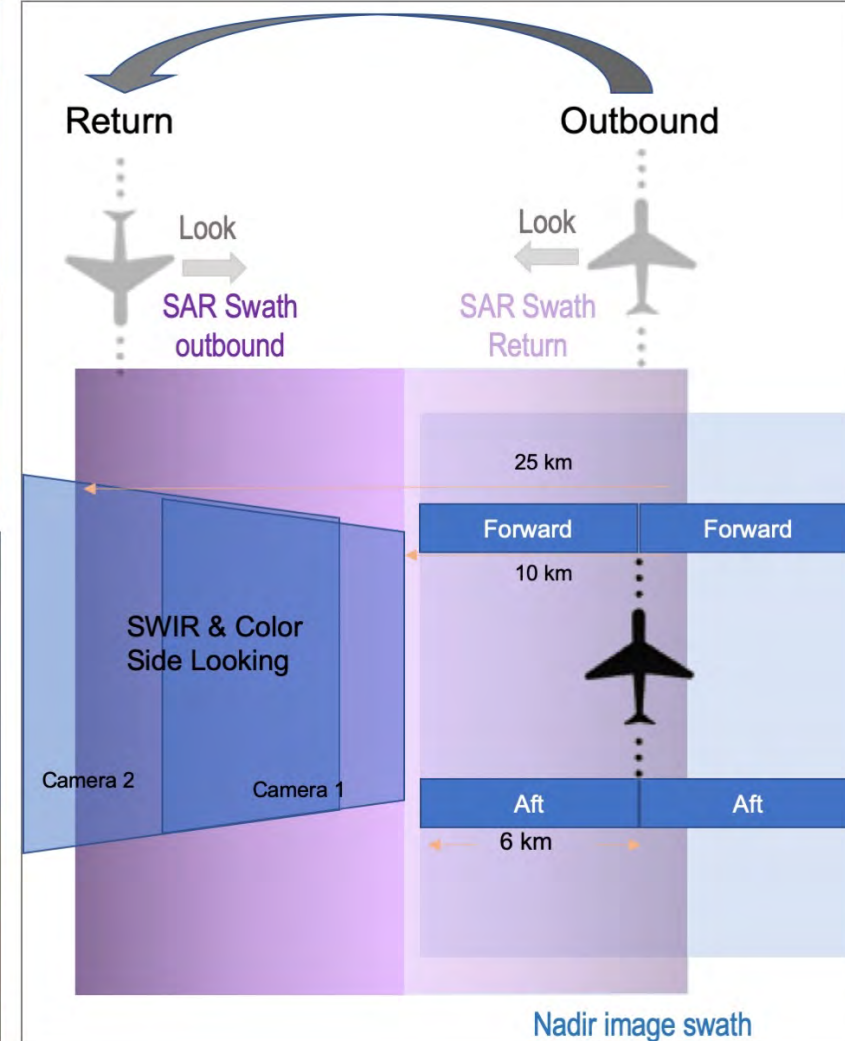 Return
Outbound
Look
Look
SAR Swath
outbound
SAR Swath
Return
25 km
Forward
Forward
10 km
SWIR & Color
Side Looking
Camera 2
Camera 1
Aft
Aft
6 km
Nadir image swath